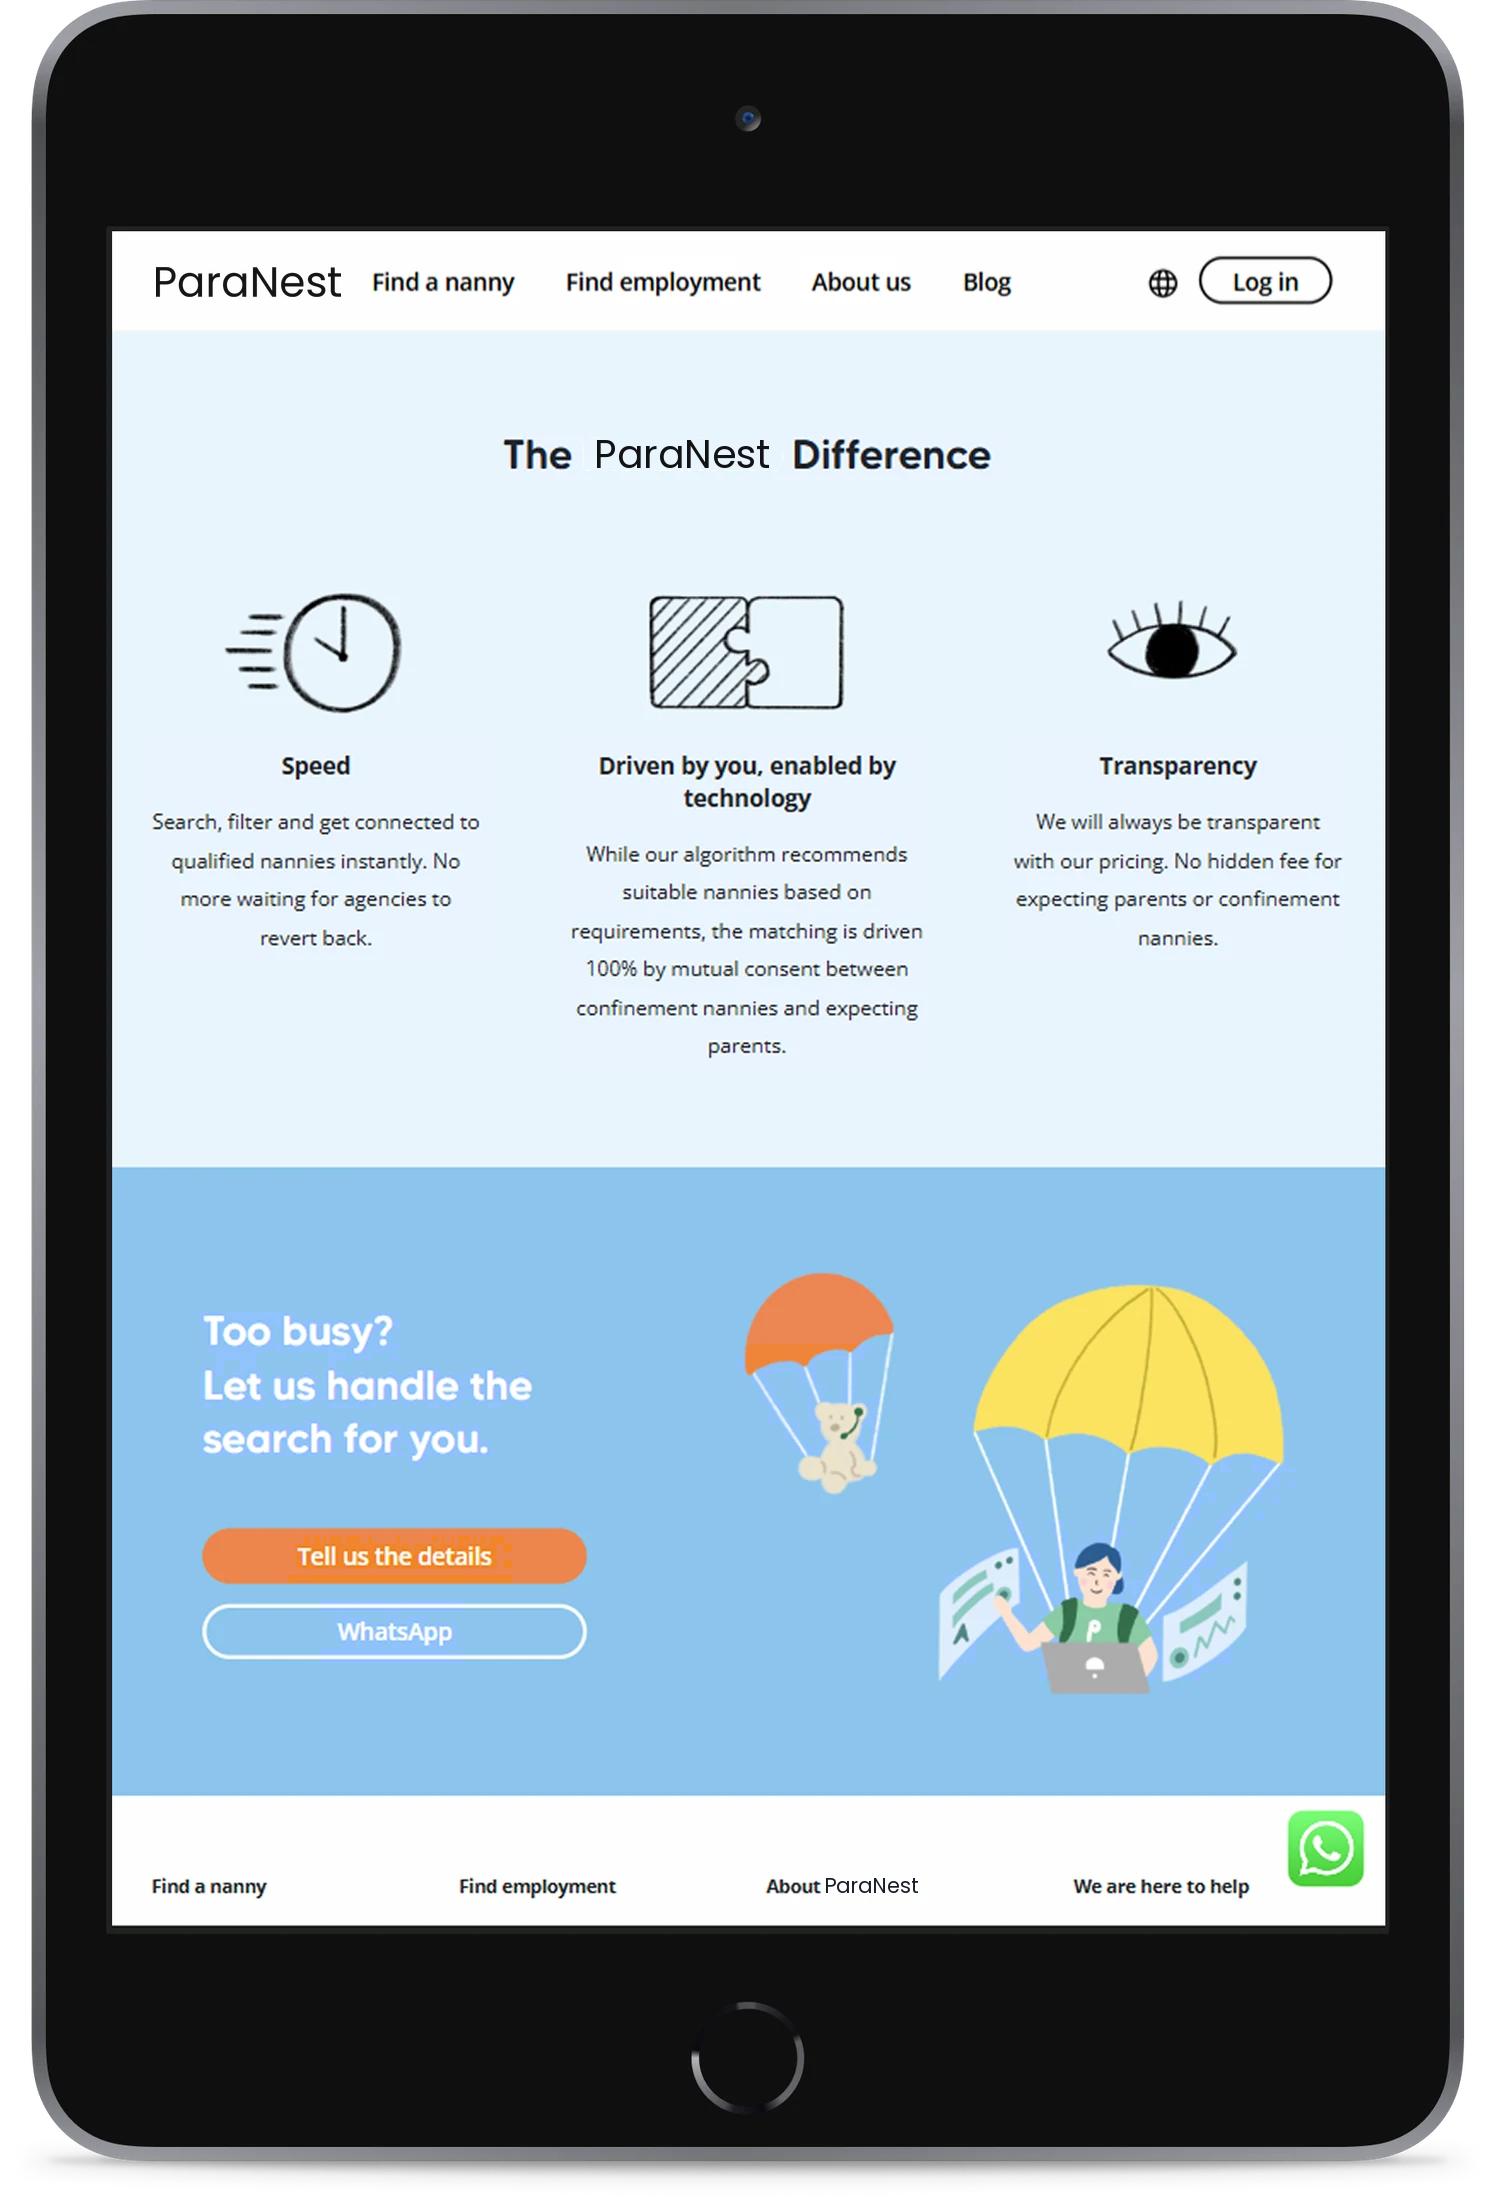 ParaNest Find a nanny Find employment About us Blog Log in
The ParaNest Difference
Speed
Search, filter and get connected to
qualified nannies instantly. No
more waiting for agencies to
revert back.
Driven by you, enabled by
technology
While our algorithm recommends
suitable nannies based on
requirements, the matching is driven
100% by mutual consent between
confinement nannies and expecting
parents.
Transparency
We will always be transparent
with our pricing. No hidden fee for
expecting parents or confinement
nannies.
Too busy?
Let us handle the
search for you.
Tell us the details
WhatsApp
A
p
Find a nanny Find employment About ParaNest We are here to help